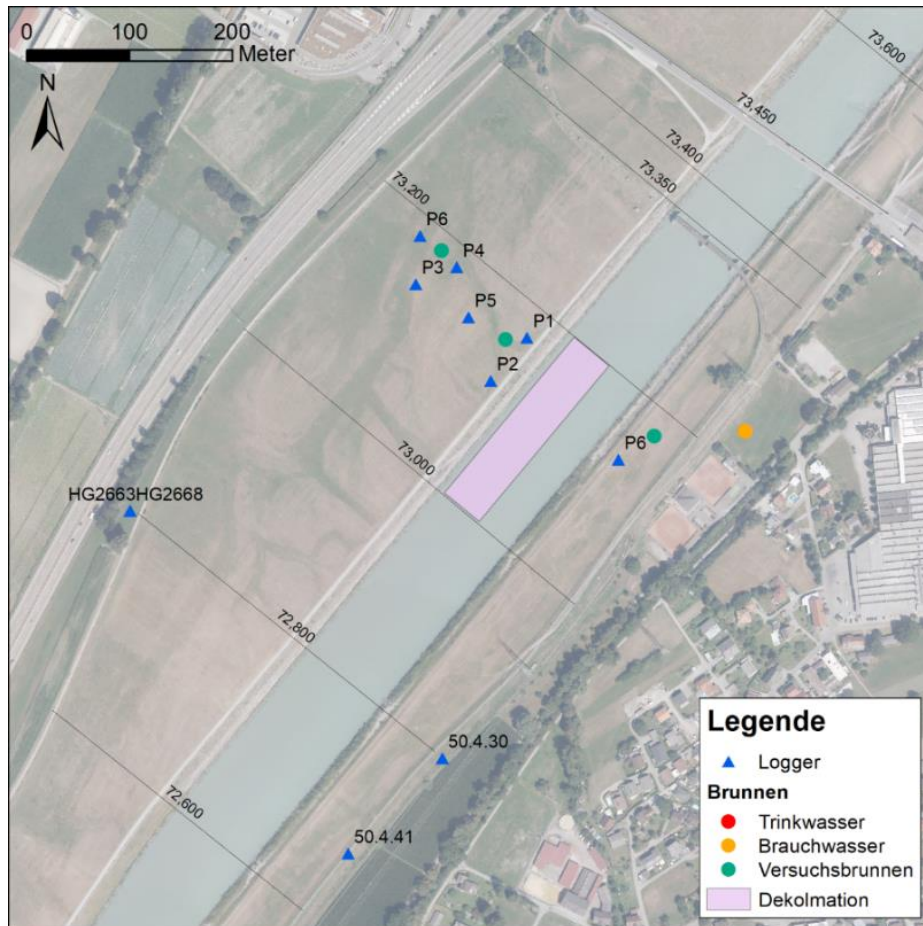 0 100 200
Meter
N
73,600
73,450
73,400
73,350
73,200
P6
P4
P3
P5
P1
P2
73,000
P6
HG2663HG2668
72,800
50.4.30
72,600
50.4.41
Legende
Logger
Brunnen
Trinkwasser
Brauchwasser
Versuchsbrunnen
Dekolmation